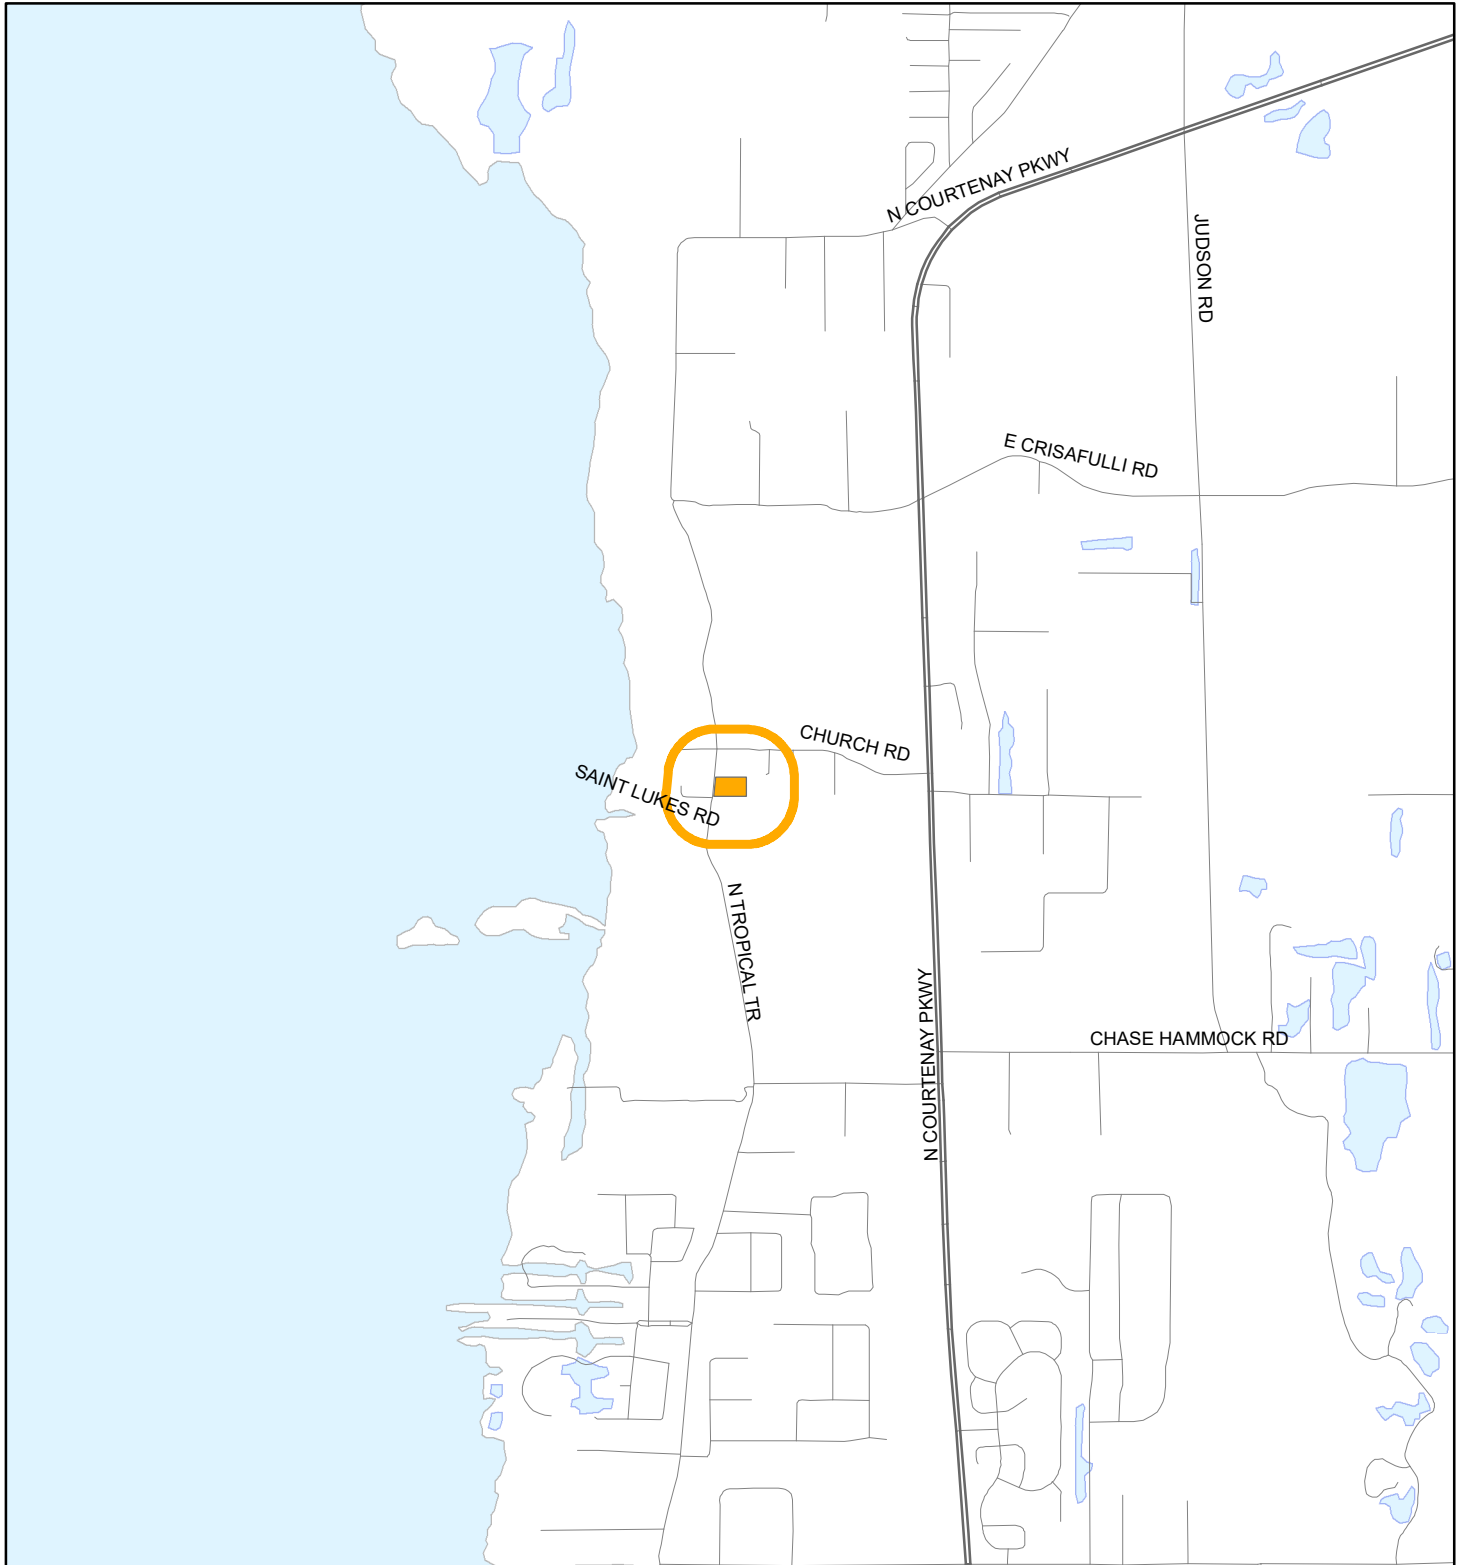 N COURTENAY PKWY
JUDSON RD
E CRISAFULLI RD
CHURCH RD
SAINT LUKES RD
N TROPICAL TR
N COURTENAY PKWY
CHASE HAMMOCK RD